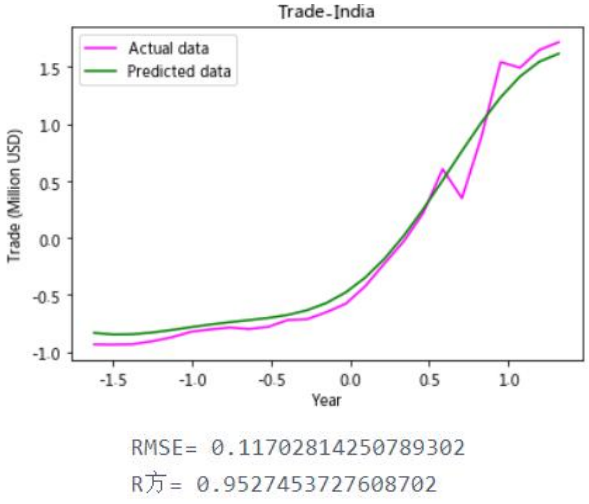 Trade-India
Actual data
Predicted data
1.5
1.0
0.5
0.0
-0.5
-1.0
Trade (Million USD)
-1.5
-1.0
-0.5
0.0
0.5
1.0
Year
RMSE= 0.11702814250789302
R方= 0.9527453727608702